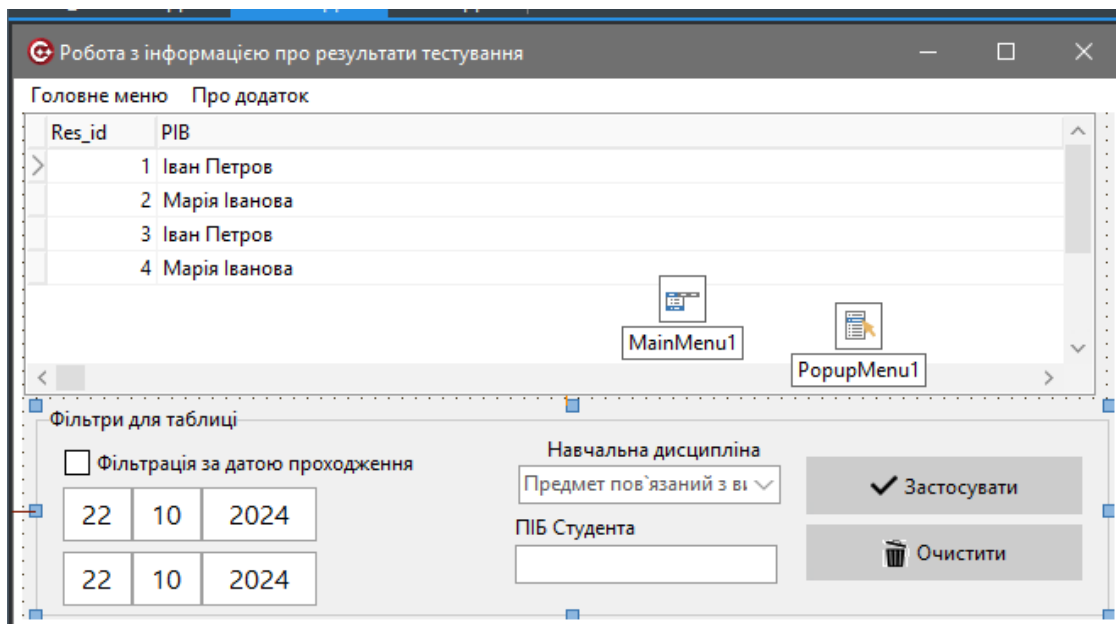 Робота з інформацією про результати тестування
Головне меню Про додаток
Res_id PIB
1 Іван Петров
2 Марія Іванова
3 Іван Петров
4 Марія Іванова
MainMenu1
PopupMenu1
Фільтри для таблиці
Фільтрація за датою проходження
22 10 2024
22 10 2024
Навчальна дисципліна
Предмет пов`язаний з
ПІБ Студента
Застосувати
Очистити